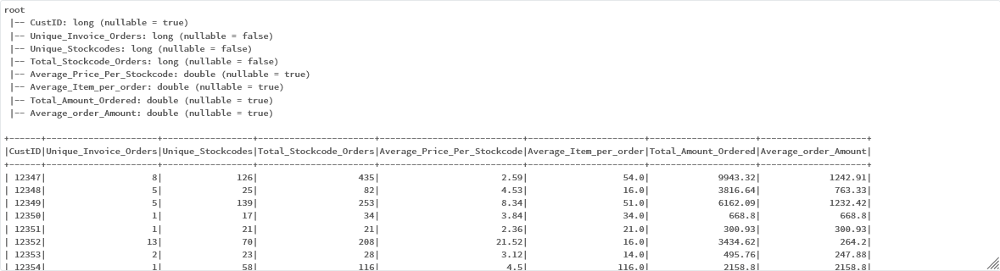 root
 |-- CustID: long (nullable = true)
 |-- Unique_Invoice_Orders: long (nullable = false)
 |-- Unique_Stockcodes: long (nullable = false)
 |-- Total_Stockcode_Orders: long (nullable = false)
 |-- Average_Price_Per_Stockcode: double (nullable = true)
 |-- Average_Item_per_order: double (nullable = true)
 |-- Total_Amount_Ordered: double (nullable = true)
 |-- Average_order_Amount: double (nullable = true)

+------+---------------------+-----------------+----------------------+---------------------------+----------------------+--------------------+--------------------+
|CustID|Unique_Invoice_Orders|Unique_Stockcodes|Total_Stockcode_Orders|Average_Price_Per_Stockcode|Average_Item_per_order|Total_Amount_Ordered|Average_order_Amount|
+------+---------------------+-----------------+----------------------+---------------------------+----------------------+--------------------+--------------------+
| 12347|                    8|              126|                   435|                       2.59|                  54.0|             9943.32|             1242.91|
| 12348|                    5|               25|                    82|                       4.53|                  16.0|             3816.64|              763.33|
| 12349|                    5|              139|                   253|                       8.34|                  51.0|             6162.09|             1232.42|
| 12350|                    1|               17|                    34|                       3.84|                  34.0|               668.8|               668.8|
| 12351|                    1|               21|                    21|                       2.36|                  21.0|              300.93|              300.93|
| 12352|                   13|               70|                   208|                      21.52|                  16.0|             3434.62|               264.2|
| 12353|                    2|               23|                    28|                       3.12|                  14.0|              495.76|              247.88|
| 12354|                    1|               58|                   116|                        4.5|                 116.0|              2158.8|              2158.8|